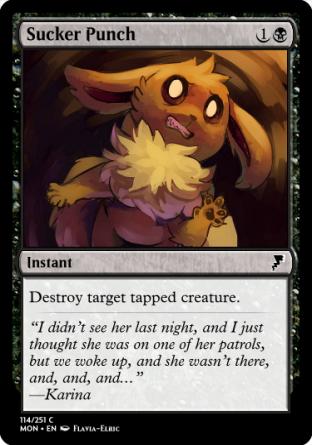 Sucker Punch 1
Instant
Destroy target tapped creature.
“I didn’t see her last night, and I just
thought she was on one of her patrols,
but we woke up, and she wasn’t there,
and, and, and…”
—Karina
114/251 C
MON • EN Flavia-Elric